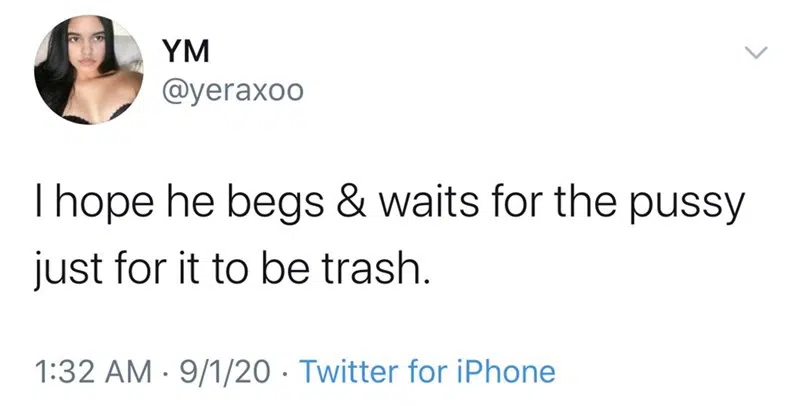 YM
@yeraxoo
I hope he begs & waits for the pussy
just for it to be trash.
1:32 AM · 9/1/20 · Twitter for iPhone